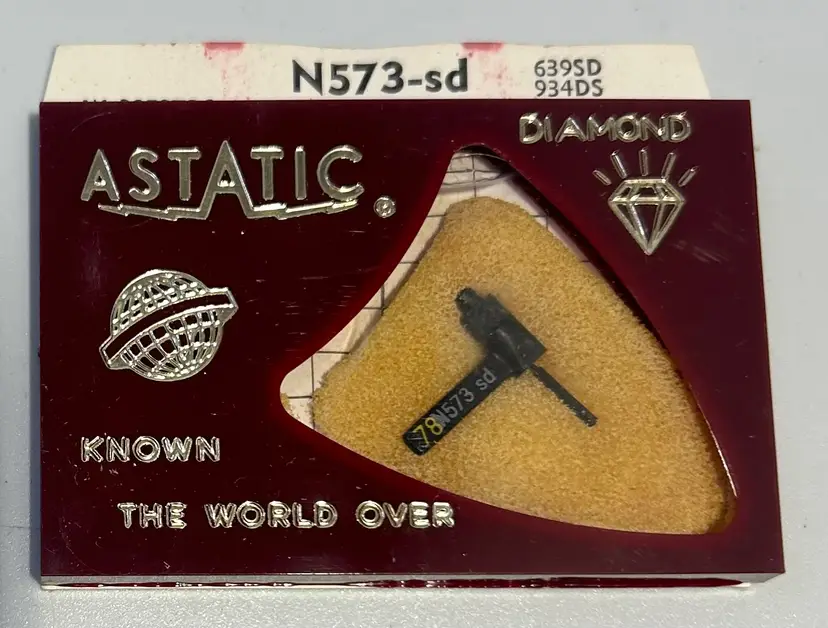 N573-sd
639SD
934DS
DIAMOND
ASTATIC®
78 N573 sd
KNOWN
THE WORLD OVER